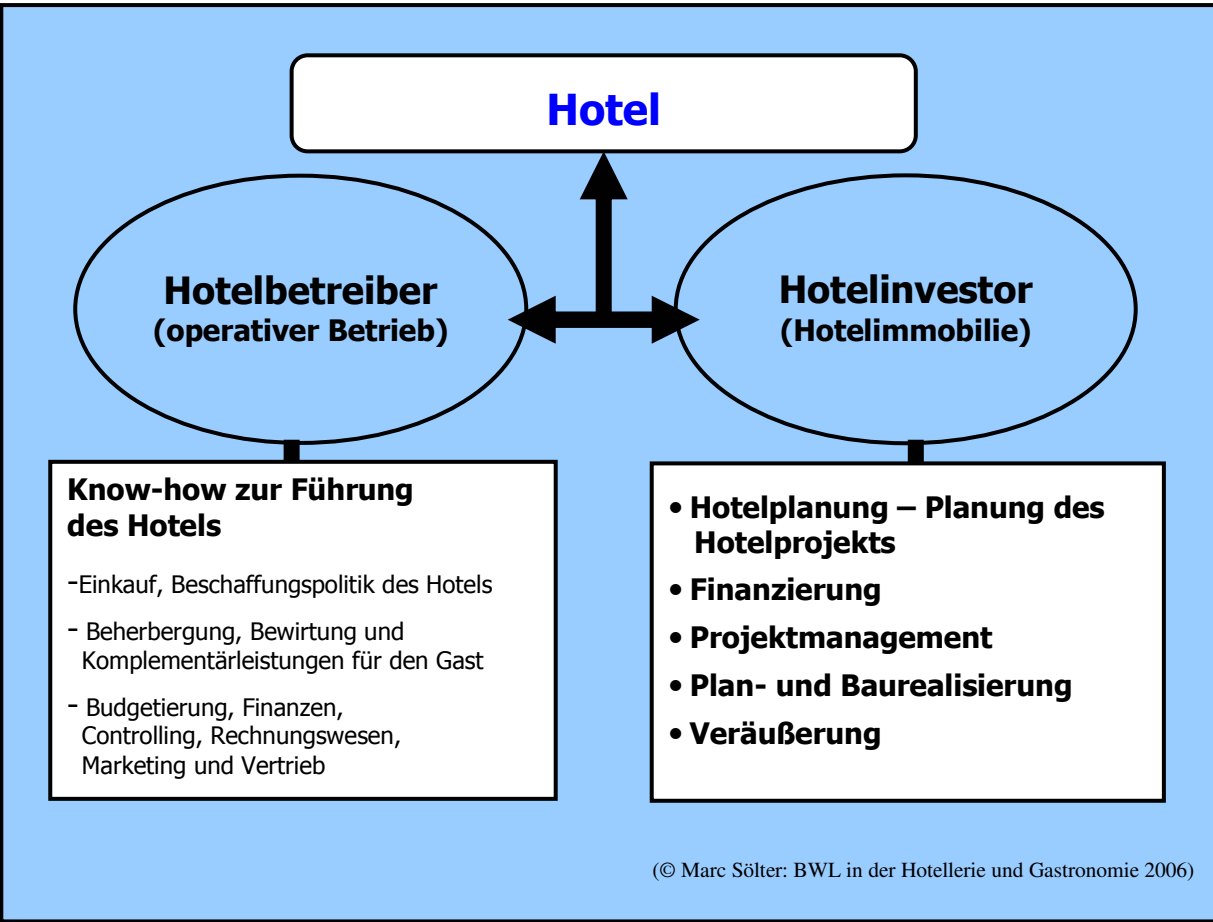 Hotel
Hotelbetreiber
(operativer Betrieb)
Hotelinvestor
(Hotelimmobilie)
Know-how zur Führung
des Hotels
-Einkauf, Beschaffungspolitik des Hotels
- Beherbergung, Bewirtung und
Komplementärleistungen für den Gast
- Budgetierung, Finanzen,
Controlling, Rechnungswesen,
Marketing und Vertrieb
• Hotelplanung – Planung des
Hotelprojekts
• Finanzierung
• Projektmanagement
• Plan- und Baurealisierung
• Veräußerung
(© Marc Sölter: BWL in der Hotellerie und Gastronomie 2006)